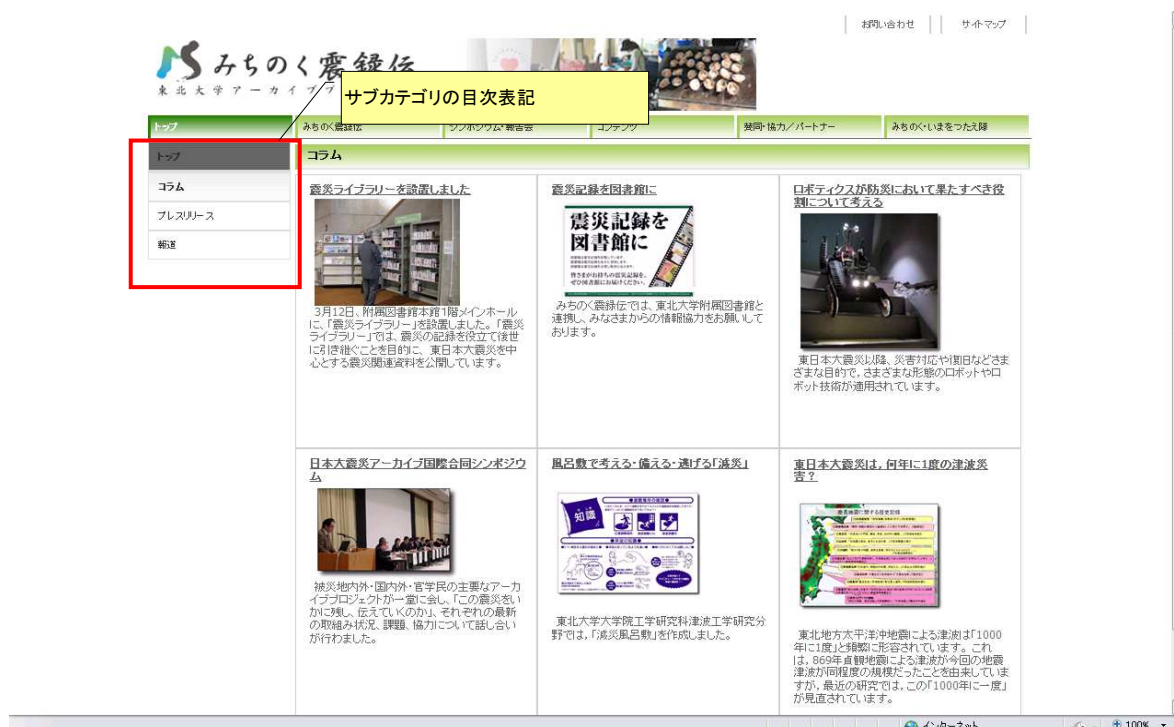 お問い合わせ
サイトマップ
みちのく震録伝
東北大学アーカイブプ
サブカテゴリの目次表記
トップ
みちのく震録伝
シンポジウム・報告会
コンテンツ
賛同・協力/パートナー
みちのく・いまをつたえ隊
トップ
コラム
プレスリリース
報道
コラム
震災ライブラリーを設置しました
3月12日、附属図書館本館1階メインホール
に、「震災ライブラリー」を設置しました。「震災
ライブラリー」では、震災の記録を役立て後世
に引き継ぐことを目的に、東日本大震災を中
心とする震災関連資料を公開しています。
震災記録を図書館に
震災記録を
図書館に
皆さまがお持ちの震災記録を、
ぜひ図書館にお届けください。
みちのく震録伝では、東北大学附属図書館と
連携し、みなさまからの情報協力をお願いして
おります。
ロボティクスが防災において果たすべき役
割について考える
東日本大震災以降、災害対応や復旧などさま
ざまな目的で,さまざまな形態のロボットやロ
ボット技術が適用されています。
日本大震災アーカイブ国際合同シンポジウ
ム
被災地内外・国内外・官学民の主要なアーカ
イブプロジェクトが一堂に会し、「この震災をい
かに残し、伝えていくのか」、それぞれの最新
の取組み状況、課題、協力について話し合い
が行われました。
風呂敷で考える・備える・逃げる「減災」
知識
東北大学大学院工学研究科津波工学研究分
野では,「減災風呂敷」を作成しました。
東日本大震災は,何年に1度の津波災
害?
東北地方太平洋沖地震による津波は「1000
年に1度」と頻繁に形容されています。これ
は,869年貞観地震による津波が今回の地震
津波が同程度の規模だったことを由来していま
すが,最近の研究では,この「1000年に一度」
が見直されています。
インターネット
100%